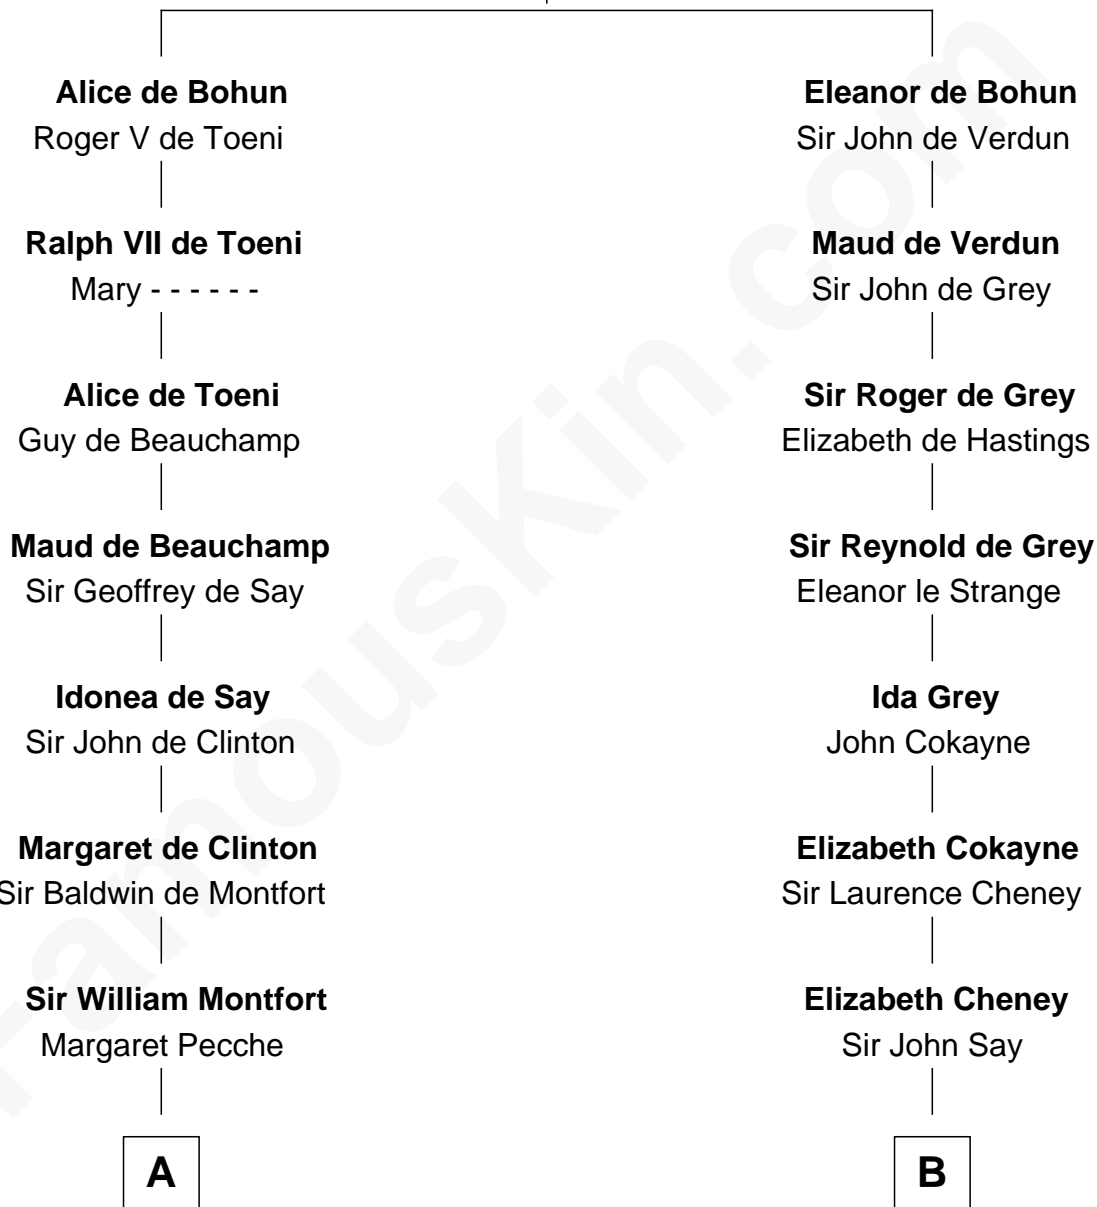 Alice de Bohun
Roger V de Toeni
Eleanor de Bohun
Sir John de Verdun
Ralph VII de Toeni
Mary - - - - - -
Maud de Verdun
Sir John de Grey
Alice de Toeni
Guy de Beauchamp
Sir Roger de Grey
Elizabeth de Hastings
Maud de Beauchamp
Sir Geoffrey de Say
Sir Reynold de Grey
Eleanor le Strange
Idonea de Say
Sir John de Clinton
Ida Grey
John Cokayne
Margaret de Clinton
Sir Baldwin de Montfort
Elizabeth Cokayne
Sir Laurence Cheney
Sir William Montfort
Margaret Pecche
Elizabeth Cheney
Sir John Say
A
B
FamousKin.com